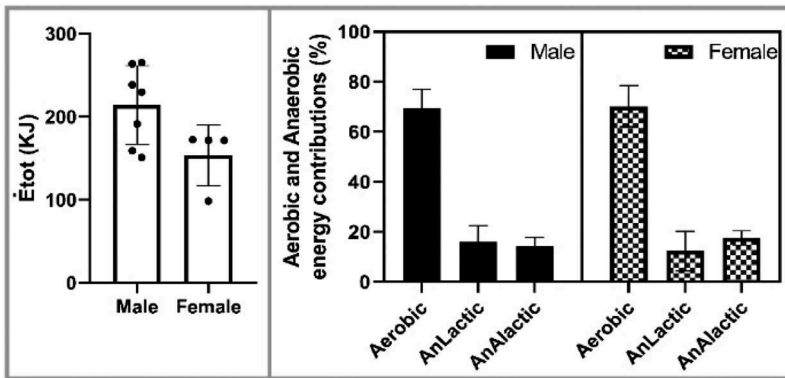 Ėtot (KJ)
300
200
100
0
Male Female
Aerobic and Anaerobic
energy contributions (%)
100
80
60
40
20
0
Male
Female
Aerobic
AnLactic
AnAlactic
Aerobic
AnLactic
AnAlactic